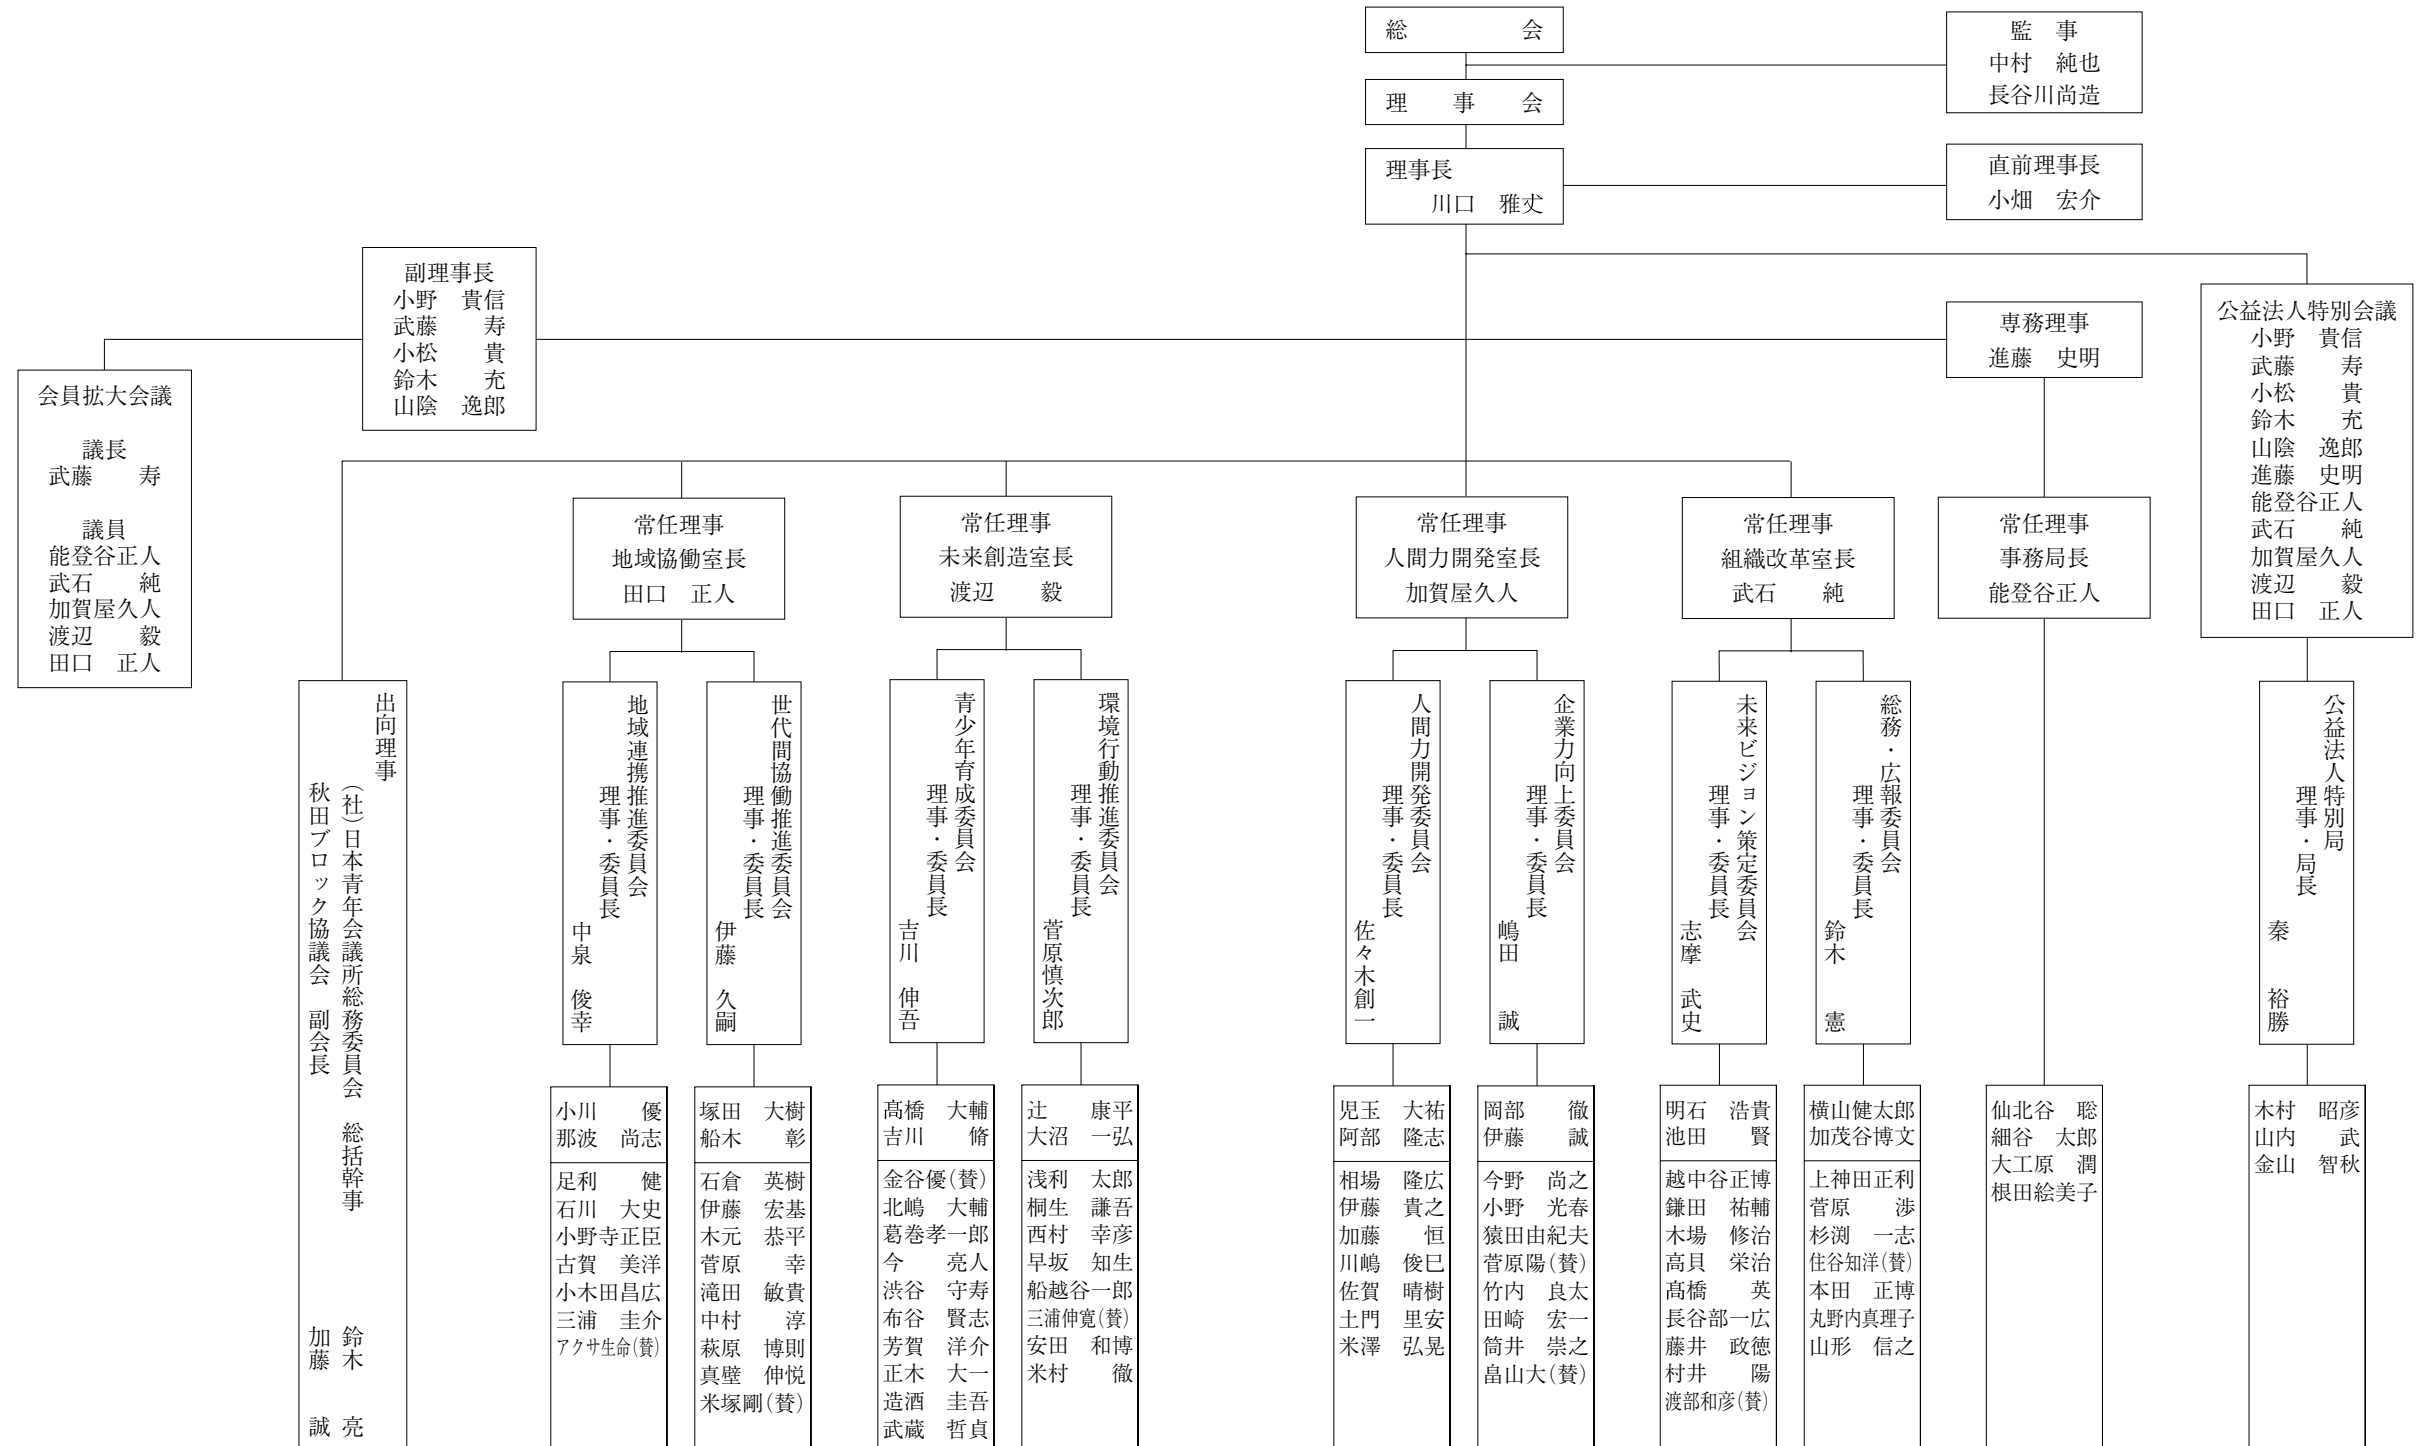 総　会
監　事
中村　純也
長谷川尚造
理　事　会
理事長
川口　雅丈
直前理事長
小畑　宏介
副理事長
小野　貴信
武藤　寿
小松　貴
鈴木　充
山陰　逸郎
専務理事
進藤　史明
公益法人特別会議
小野　貴信
武藤　寿
小松　貴
鈴木　充
山陰　逸郎
進藤　史明
能登谷正人
武石　純
加賀屋久人
渡辺　毅
田口　正人
会員拡大会議
議長
武藤　寿
議員
能登谷正人
武石　純
加賀屋久人
渡辺　毅
田口　正人
常任理事
地域協働室長
田口　正人
常任理事
未来創造室長
渡辺　毅
常任理事
人間力開発室長
加賀屋久人
常任理事
組織改革室長
武石　純
常任理事
事務局長
能登谷正人
出向理事
（社）日本青年会議所総務委員会　総括幹事　鈴木　亮
秋田ブロック協議会　副会長　加藤　誠
地域連携推進委員会
理事・委員長
中泉　俊幸
世代間協働推進委員会
理事・委員長
伊藤　久嗣
青少年育成委員会
理事・委員長
吉川　伸吾
環境行動推進委員会
理事・委員長
菅原慎次郎
人間力開発委員会
理事・委員長
佐々木創一
企業力向上委員会
理事・委員長
嶋田　誠
未来ビジョン策定委員会
理事・委員長
志摩　武史
総務・広報委員会
理事・委員長
鈴木　憲
公益法人特別局
理事・局長
秦　裕勝
小川　優
那波　尚志
足利　健
石川　大史
小野寺正臣
古賀　美洋
小木田昌広
三浦　圭介
アクサ生命（賛）
塚田　大樹
船木　彰
石倉　英樹
伊藤　宏基
木元　恭平
菅原　幸
滝田　敏貴
中村　淳
萩原　博則
真壁　伸悦
米塚剛（賛）
髙橋　大輔
吉川　脩
金谷優（賛）
北嶋　大輔
葛巻孝一郎
今　亮人
渋谷　守寿
布谷　賢志
芳賀　洋介
正木　大一
造酒　圭吾
武蔵　哲貞
辻　康平
大沼　一弘
浅利　太郎
桐生　謙吾
西村　幸彦
早坂　知生
船越谷一郎
三浦伸寛（賛）
安田　和博
米村　徹
児玉　大祐
阿部　隆志
相場　隆広
伊藤　貴之
加藤　恒
川嶋　俊巳
佐賀　晴樹
土門　里安
米澤　弘晃
岡部　徹
伊藤　誠
今野　尚之
小野　光春
猿田由紀夫
菅原陽（賛）
竹内　良太
田崎　宏一
筒井　崇之
畠山大（賛）
明石　浩貴
池田　賢
越中谷正博
鎌田　祐輔
木場　修治
高貝　栄治
髙橋　英
長谷部一広
藤井　政徳
村井　陽
渡部和彦（賛）
横山健太郎
加茂谷博文
上神田正利
菅原　渉
杉渕　一志
住谷知洋（賛）
本田　正博
丸野内真理子
山形　信之
仙北谷　聡
細谷　太郎
大工原　潤
根田絵美子
木村　昭彦
山内　武
金山　智秋